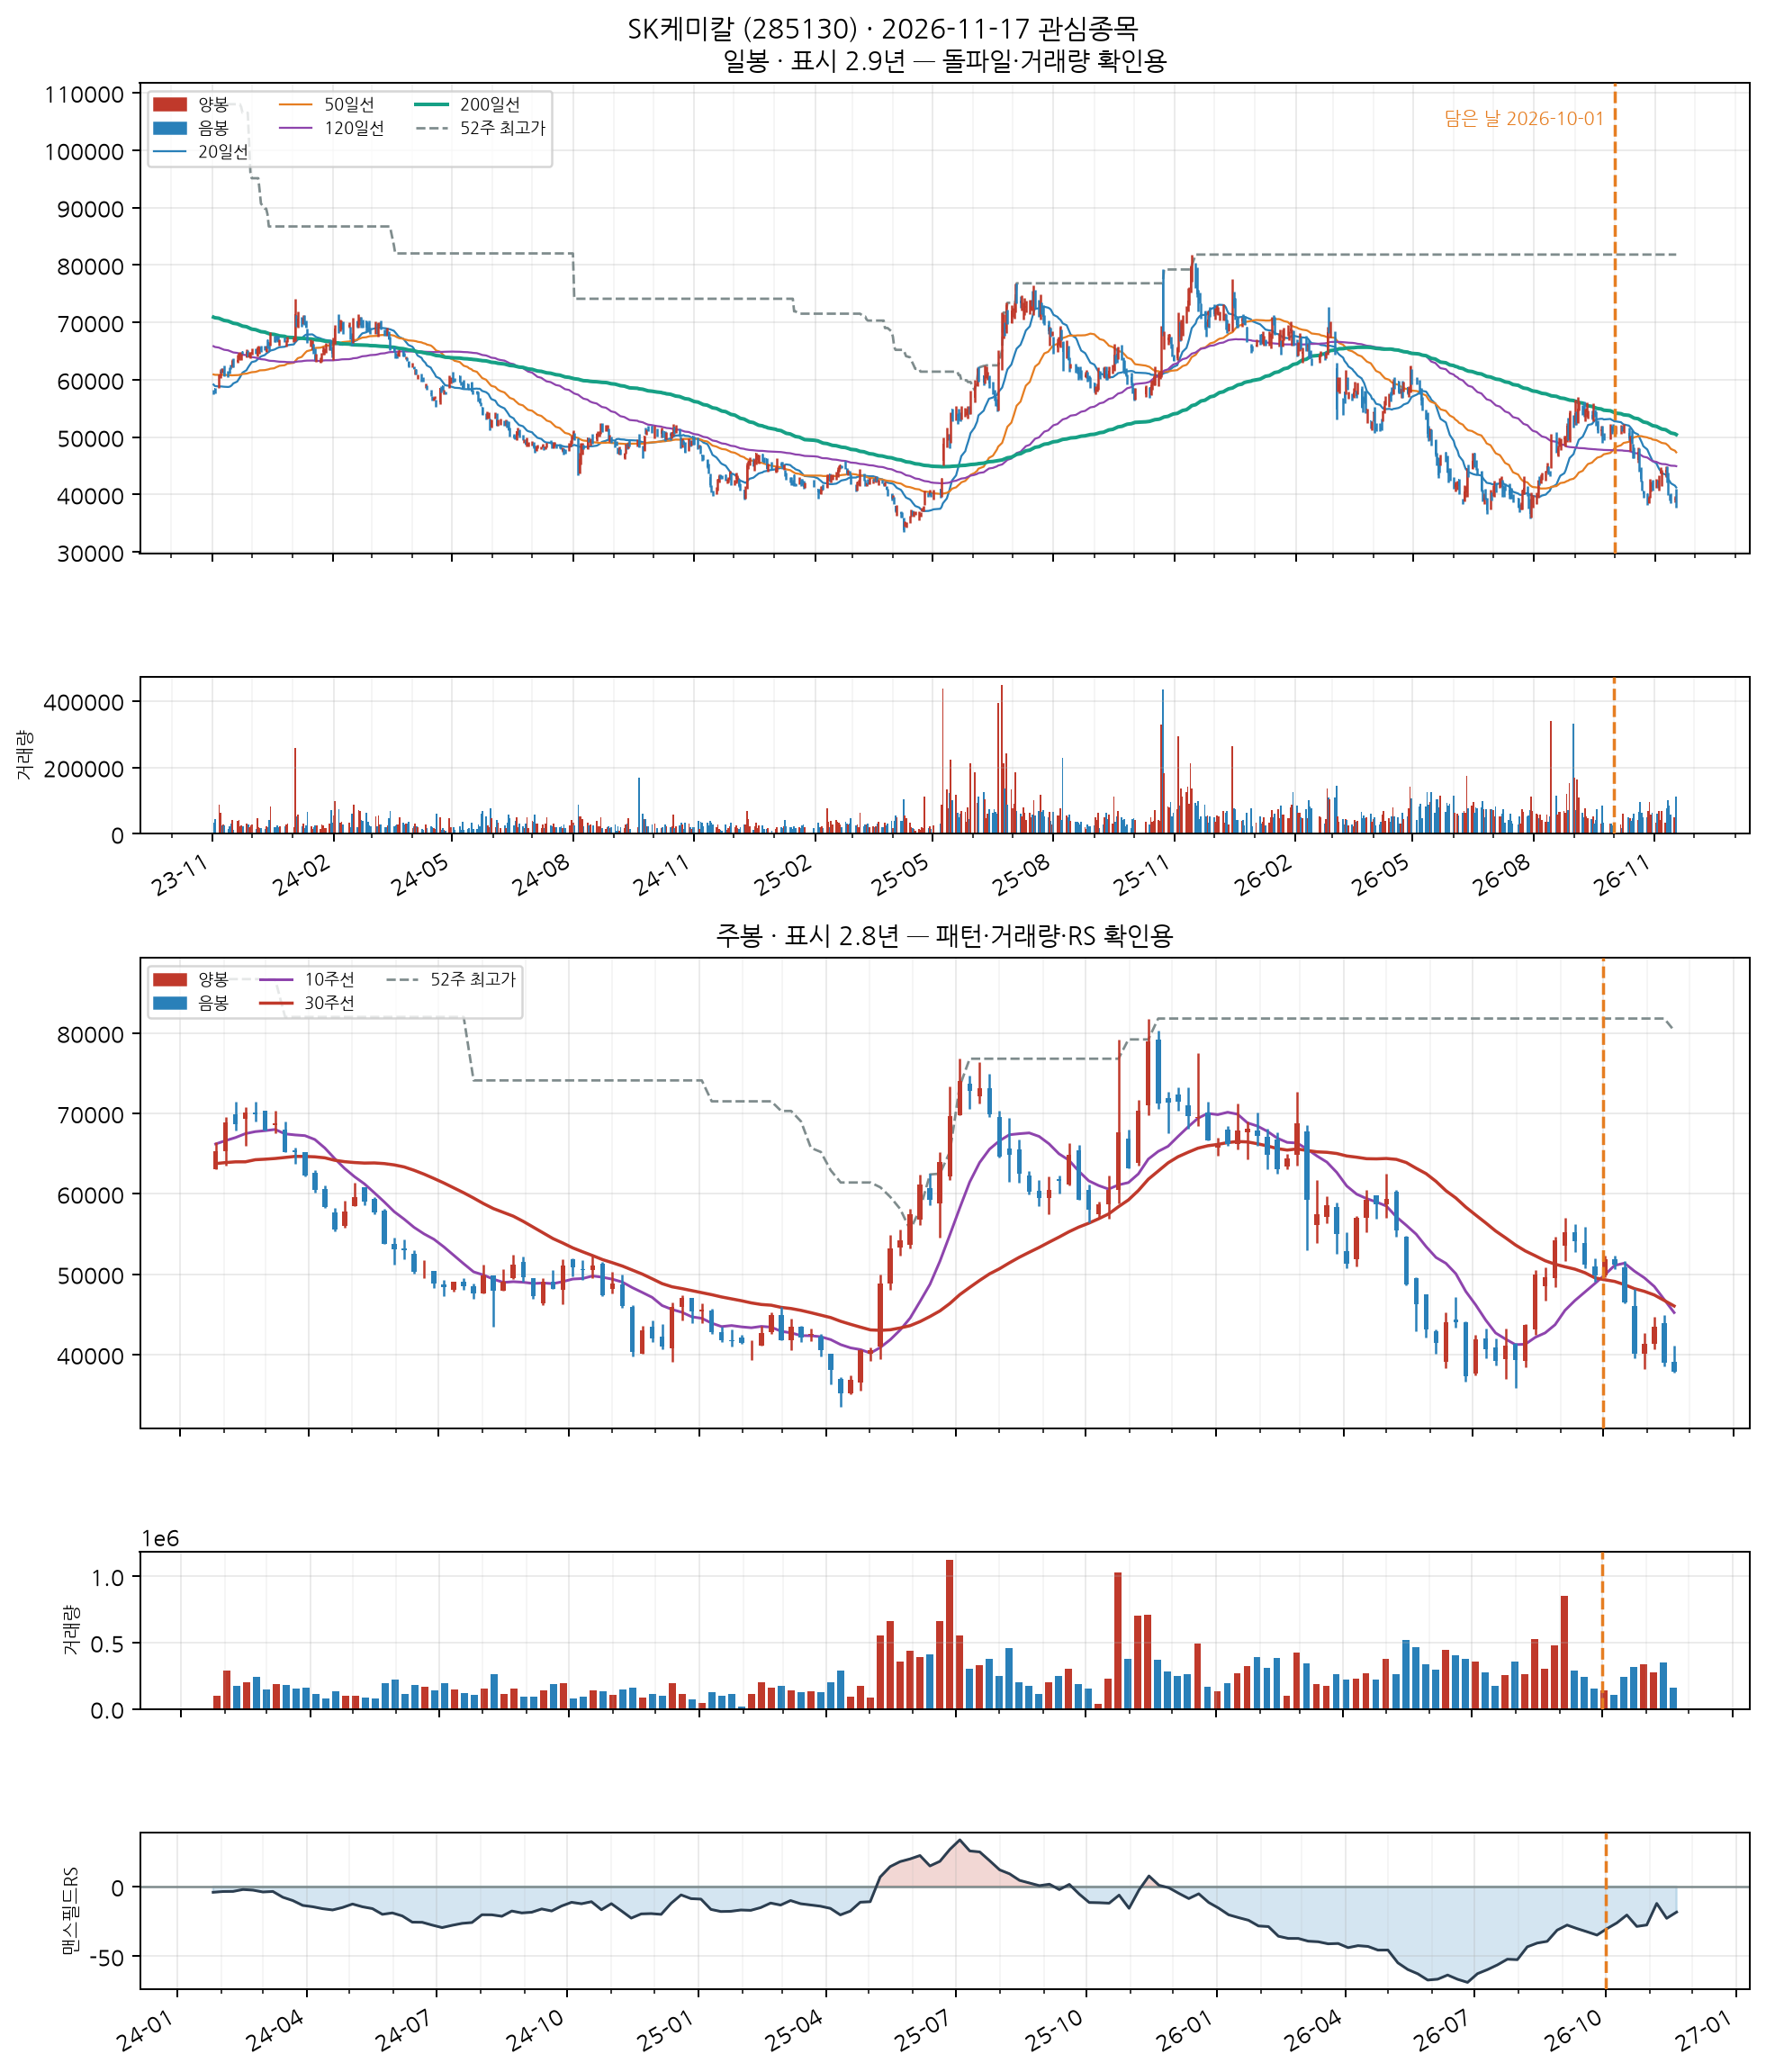 SK케미칼 (285130) · 2026-11-17 관심종목
일봉 · 표시 2.9년 — 돌파일·거래량 확인용
양봉
음봉
20일선
50일선
120일선
200일선
52주 최고가
담은 날 2026-10-01
110000
100000
90000
80000
70000
60000
50000
40000
30000
거래량
400000
200000
0
23-11
24-02
24-05
24-08
24-11
25-02
25-05
25-08
25-11
26-02
26-05
26-08
26-11
주봉 · 표시 2.8년 — 패턴·거래량·RS 확인용
양봉
음봉
10주선
30주선
52주 최고가
80000
70000
60000
50000
40000
1e6
거래량
1.0
0.5
0.0
맨스필드RS
0
-50
24-01
24-04
24-07
24-10
25-01
25-04
25-07
25-10
26-01
26-04
26-07
26-10
27-01